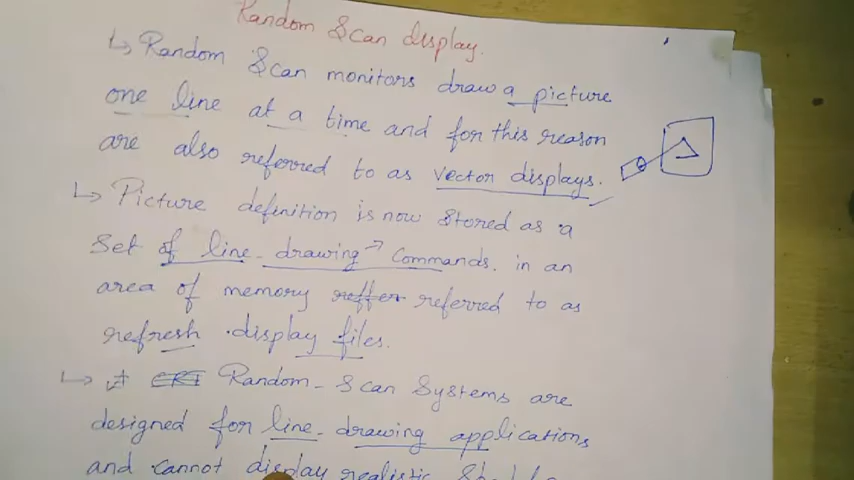 Random Scan display.
↳ Random Scan monitors draw a picture
one line at a time and for this reason
are also referred to as vector displays.
↳ Picture definition is now stored as a
set of line drawing → commands. in an
area of memory referred to as
refresh display files.
↳ Random-Scan Systems are
designed for line-drawing applications
and cannot display realistic